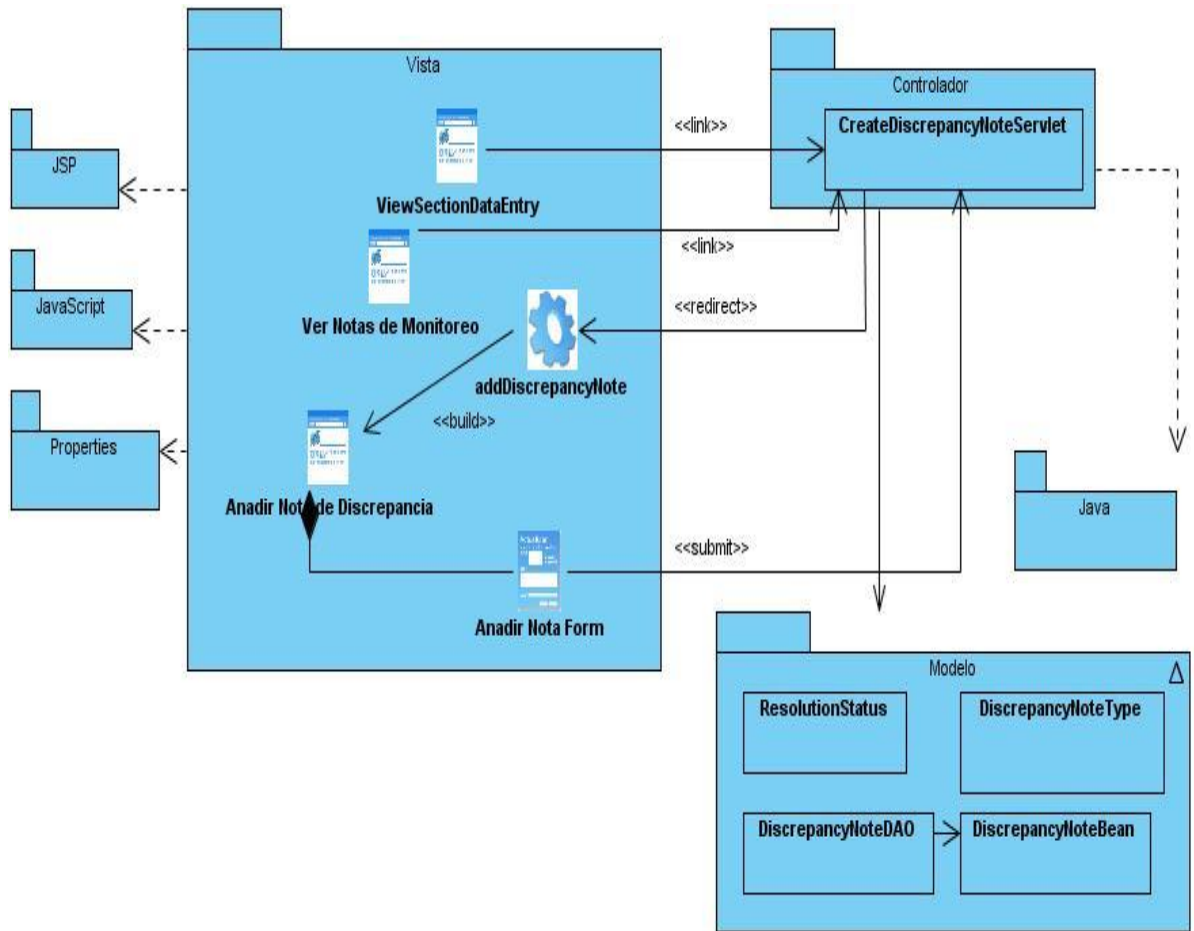 Vista
Controlador
CreateDiscrepancyNoteServlet
<<link>>
JSP
ViewSectionDataEntry
<<link>>
JavaScript
Ver Notas de Monitoreo
<<redirect>>
addDiscrepancyNote
<<build>>
Properties
Anadir Nota de Discrepancia
Java
<<submit>>
Anadir Nota Form
Modelo
ResolutionStatus
DiscrepancyNoteType
DiscrepancyNoteDAO
DiscrepancyNoteBean